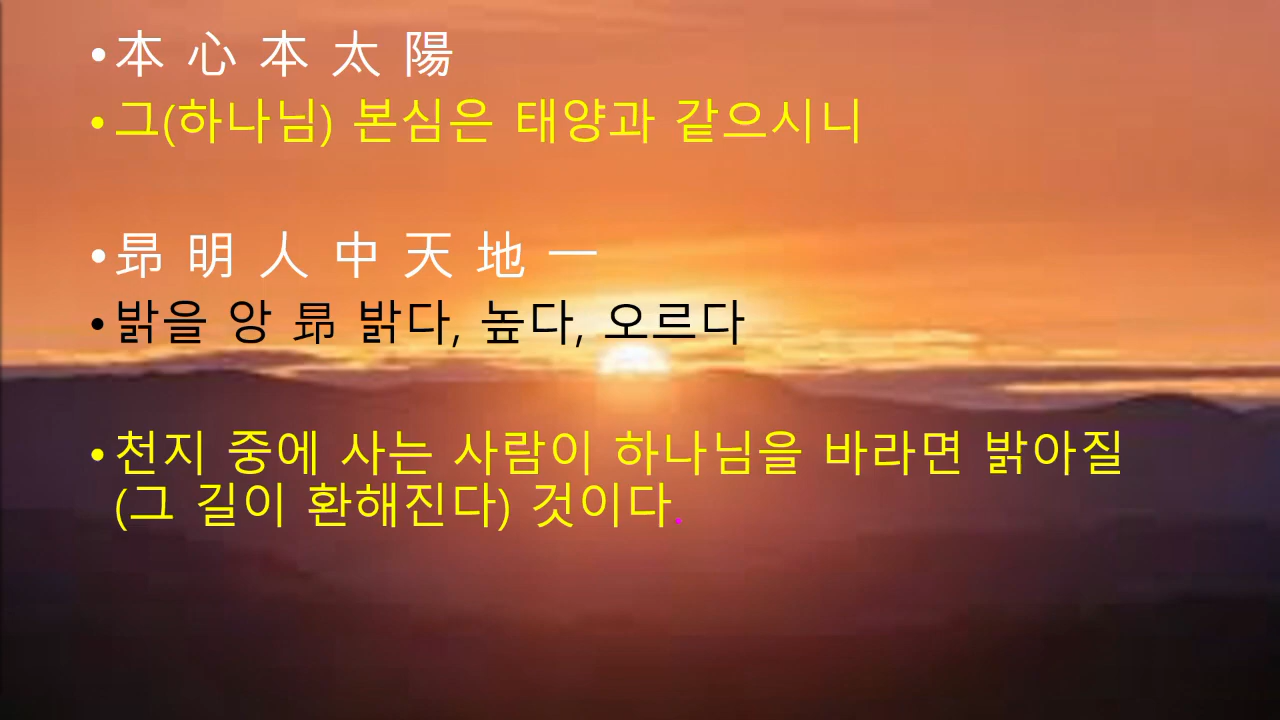 •本 心 本 太 陽
•그(하나님) 본심은 태양과 같으시니
•昻 明 人 中 天 地 一
•밝을 앙 昻 밝다, 높다, 오르다
•천지 중에 사는 사람이 하나님을 바라면 밝아질
(그 길이 환해진다) 것이다.